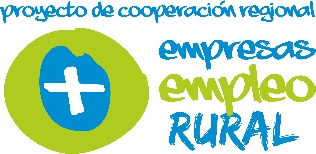 proyecto de cooperación regional
+ empresas
empleo
RURAL